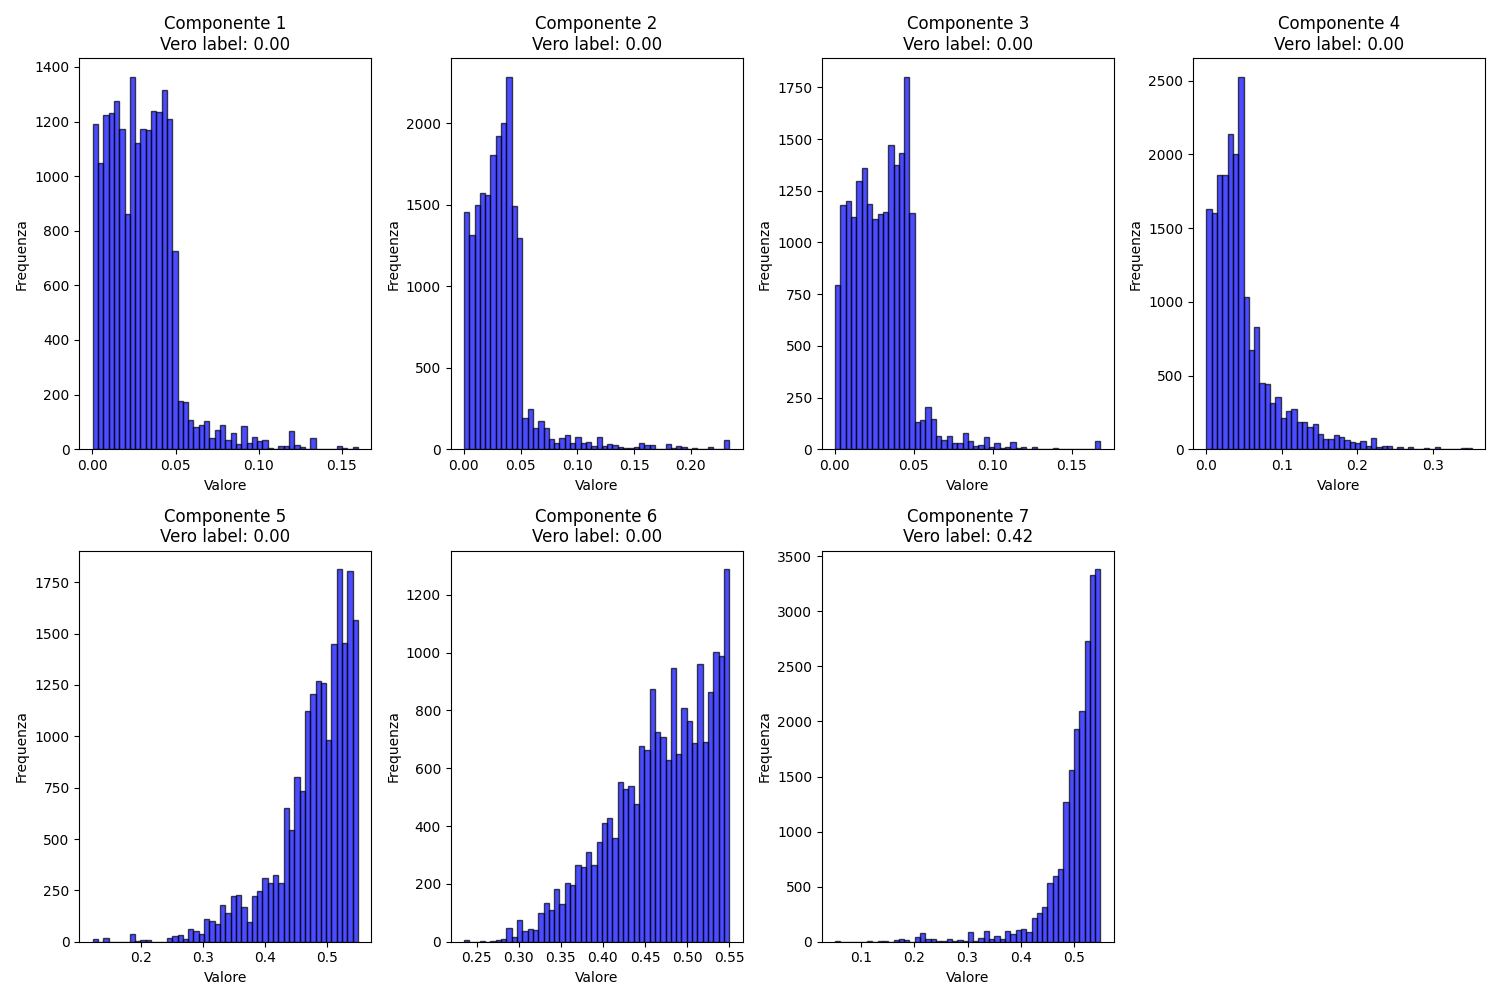 Componente 1
Vero label: 0.00
Frequenza
1400
1200
1000
800
600
400
200
0
0.00 0.05 0.10 0.15
Valore
Componente 2
Vero label: 0.00
Frequenza
2000
1500
1000
500
0
0.00 0.05 0.10 0.15 0.20
Valore
Componente 3
Vero label: 0.00
Frequenza
1750
1500
1250
1000
750
500
250
0
0.00 0.05 0.10 0.15
Valore
Componente 4
Vero label: 0.00
Frequenza
2500
2000
1500
1000
500
0
0.0 0.1 0.2 0.3
Valore
Componente 5
Vero label: 0.00
Frequenza
1750
1500
1250
1000
750
500
250
0
0.2 0.3 0.4 0.5
Valore
Componente 6
Vero label: 0.00
Frequenza
1200
1000
800
600
400
200
0
0.25 0.30 0.35 0.40 0.45 0.50 0.55
Valore
Componente 7
Vero label: 0.42
Frequenza
3500
3000
2500
2000
1500
1000
500
0
0.1 0.2 0.3 0.4 0.5
Valore